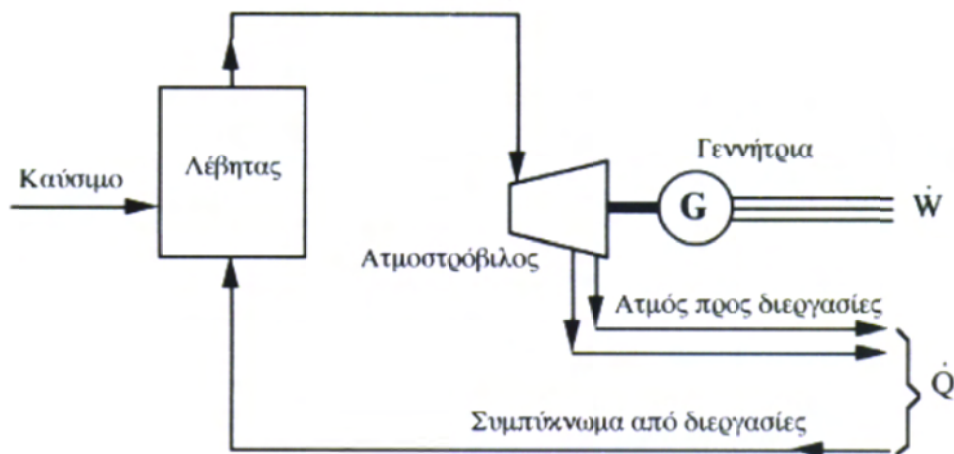 Καύσιμο
Λέβητας
Γεννήτρια
G
Ẇ
Ατμοστρόβιλος
Ατμός προς διεργασίες
Q̇
Συμπύκνωμα από διεργασίες